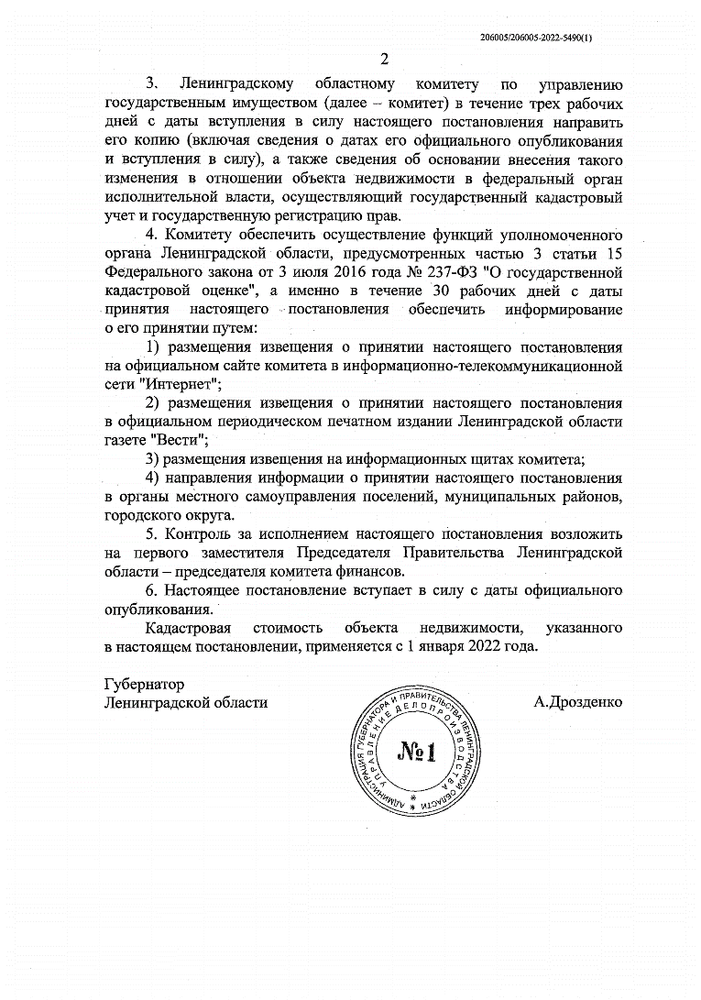 206005/206005-2022-5490(1)
2
3. Ленинградскому областному комитету по управлению
государственным имуществом (далее – комитет) в течение трех рабочих
дней с даты вступления в силу настоящего постановления направить
его копию (включая сведения о датах его официального опубликования
и вступления в силу), а также сведения об основании внесения такого
изменения в отношении объекта недвижимости в федеральный орган
исполнительной власти, осуществляющий государственный кадастровый
учет и государственную регистрацию прав.
4. Комитету обеспечить осуществление функций уполномоченного
органа Ленинградской области, предусмотренных частью 3 статьи 15
Федерального закона от 3 июля 2016 года № 237-ФЗ "О государственной
кадастровой оценке", а именно в течение 30 рабочих дней с даты
принятия настоящего постановления обеспечить информирование
о его принятии путем:
1) размещения извещения о принятии настоящего постановления
на официальном сайте комитета в информационно-телекоммуникационной
сети "Интернет";
2) размещения извещения о принятии настоящего постановления
в официальном периодическом печатном издании Ленинградской области
газете "Вести";
3) размещения извещения на информационных щитах комитета;
4) направления информации о принятии настоящего постановления
в органы местного самоуправления поселений, муниципальных районов,
городского округа.
5. Контроль за исполнением настоящего постановления возложить
на первого заместителя Председателя Правительства Ленинградской
области – председателя комитета финансов.
6. Настоящее постановление вступает в силу с даты официального
опубликования.
Кадастровая стоимость объекта недвижимости, указанного
в настоящем постановлении, применяется с 1 января 2022 года.
Губернатор
Ленинградской области
А.Дрозденко
АДМИНИСТРАЦИЯ ГУБЕРНАТОРА И ПРАВИТЕЛЬСТВА ЛЕНИНГРАДСКОЙ ОБЛАСТИ *
УПРАВЛЕНИЕ ДЕЛОПРОИЗВОДСТВА *
№1